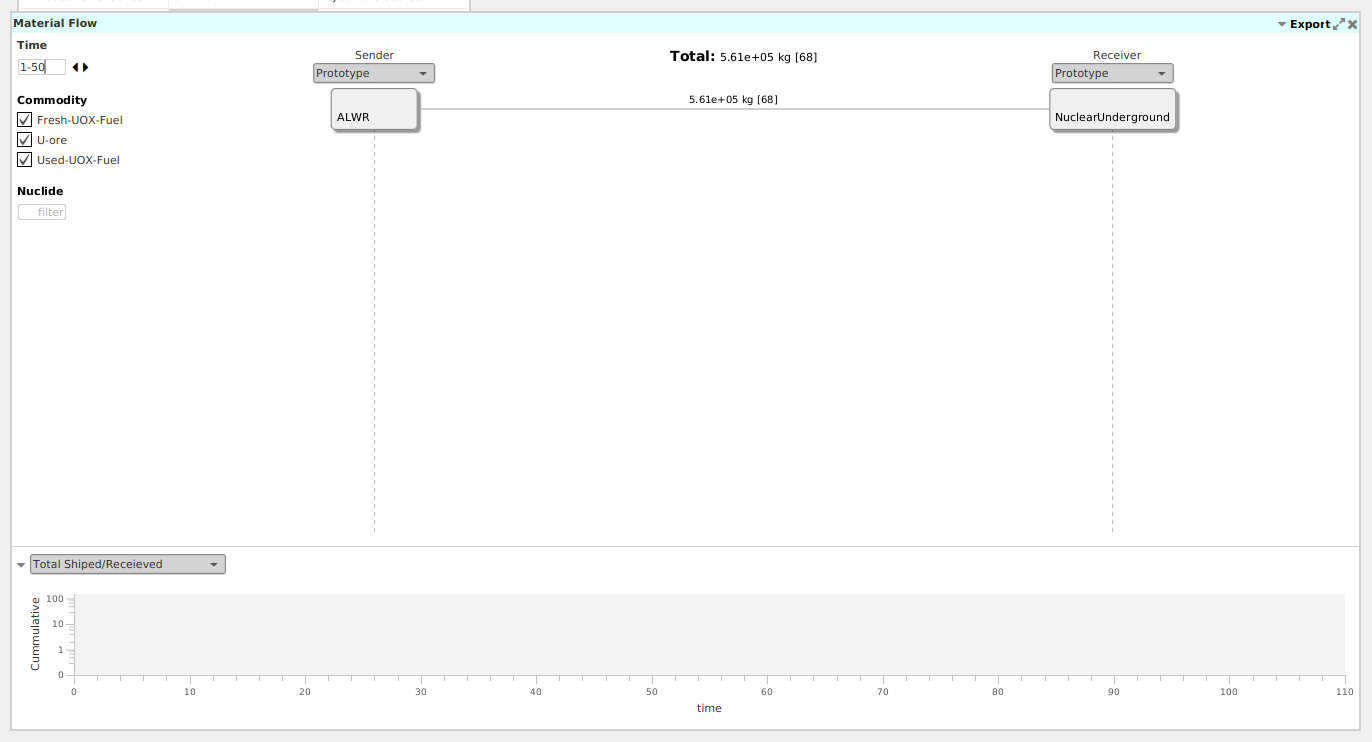 Material Flow
Export
Time
1-50
Commodity
Fresh-UOX-Fuel
U-ore
Used-UOX-Fuel
Nuclide
filter
Sender
Prototype
ALWR
Total: 5.61e+05 kg [68]
5.61e+05 kg [68]
Receiver
Prototype
NuclearUnderground
Total Shiped/Receieved
Cummulative
100
10
1
0
0 10 20 30 40 50 60 70 80 90 100 110
time